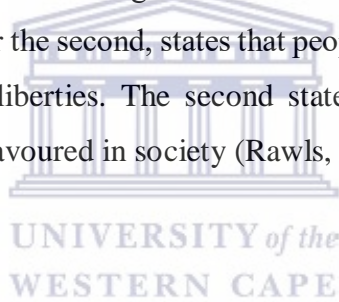 r the second, states that peo
liberties. The second state
avoured in society (Rawls,
UNIVERSITY of the
WESTERN CAPE